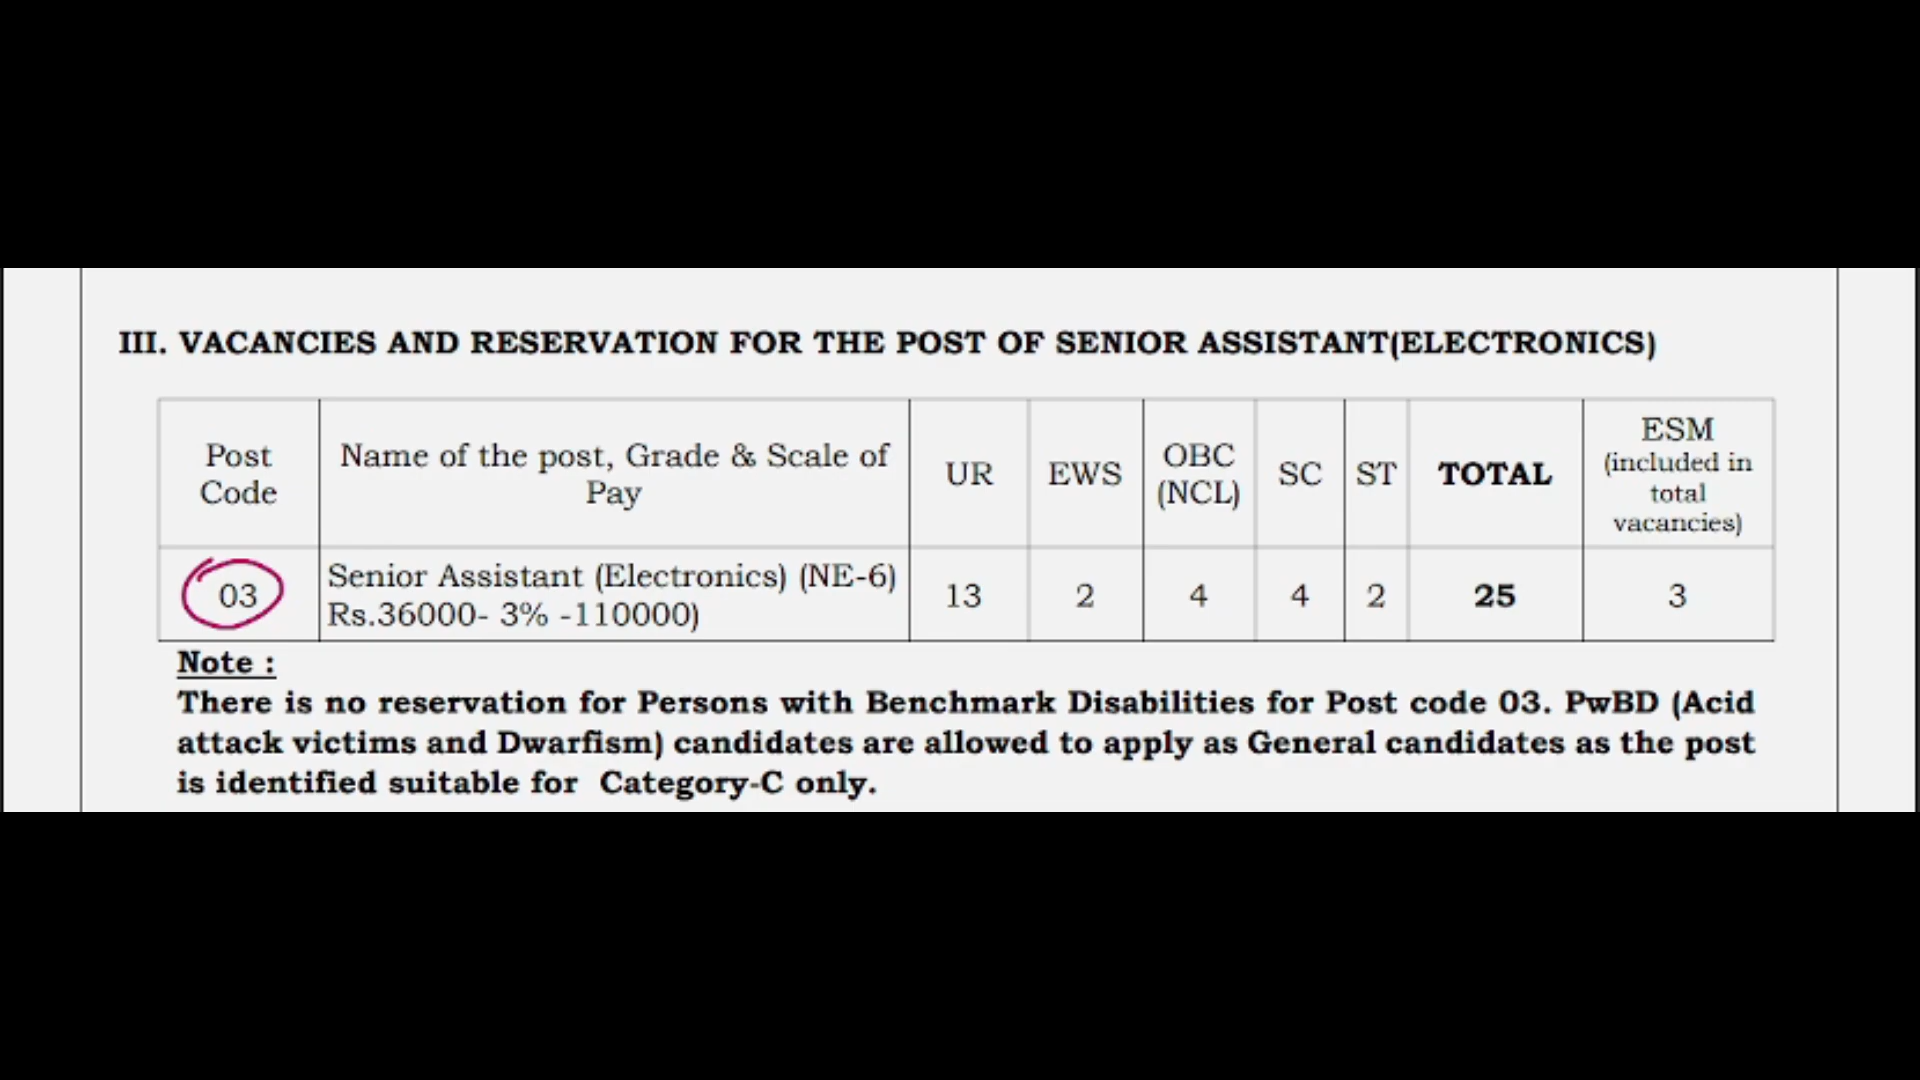 III. VACANCIES AND RESERVATION FOR THE POST OF SENIOR ASSISTANT(ELECTRONICS)
Post Code
Name of the post, Grade & Scale of Pay
UR
EWS
OBC (NCL)
SC
ST
TOTAL
ESM (included in total vacancies)
03
Senior Assistant (Electronics) (NE-6)
Rs.36000- 3% -110000)
13
2
4
4
2
25
3
Note :
There is no reservation for Persons with Benchmark Disabilities for Post code 03. PwBD (Acid
attack victims and Dwarfism) candidates are allowed to apply as General candidates as the post
is identified suitable for Category-C only.